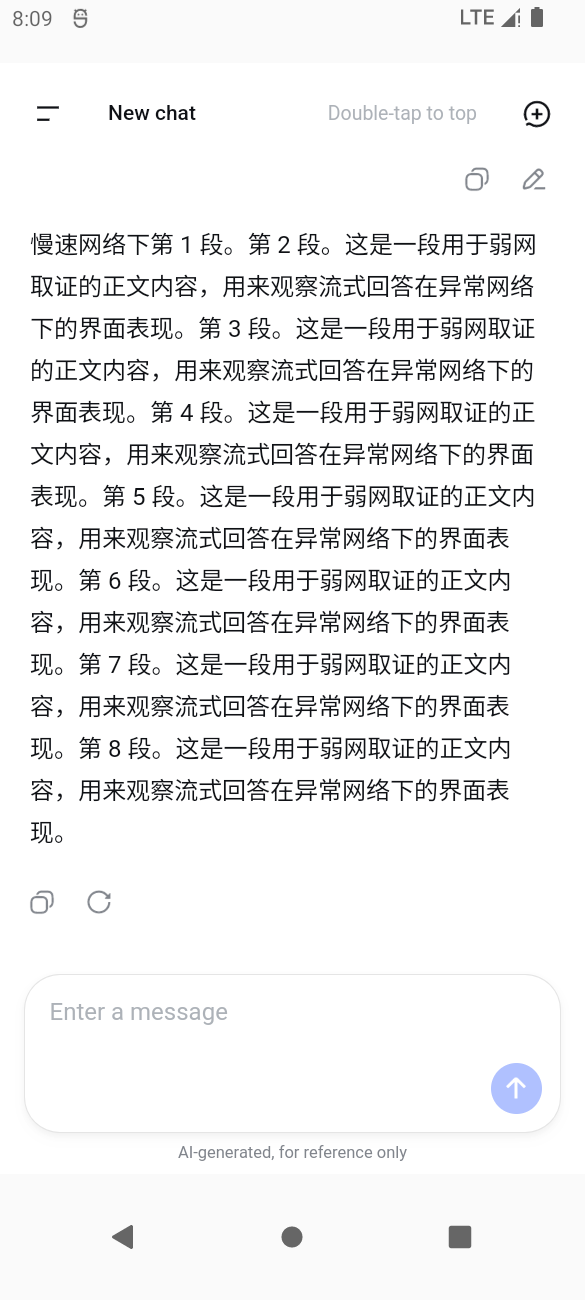 8:09
LTE
New chat
Double-tap to top
慢速网络下第 1 段。第 2 段。这是一段用于弱网
取证的正文内容，用来观察流式回答在异常网络
下的界面表现。第 3 段。这是一段用于弱网取证
的正文内容，用来观察流式回答在异常网络下的
界面表现。第 4 段。这是一段用于弱网取证的正
文内容，用来观察流式回答在异常网络下的界面
表现。第 5 段。这是一段用于弱网取证的正文内
容，用来观察流式回答在异常网络下的界面表
现。第 6 段。这是一段用于弱网取证的正文内
容，用来观察流式回答在异常网络下的界面表
现。第 7 段。这是一段用于弱网取证的正文内
容，用来观察流式回答在异常网络下的界面表
现。第 8 段。这是一段用于弱网取证的正文内
容，用来观察流式回答在异常网络下的界面表
现。
Enter a message
AI-generated, for reference only